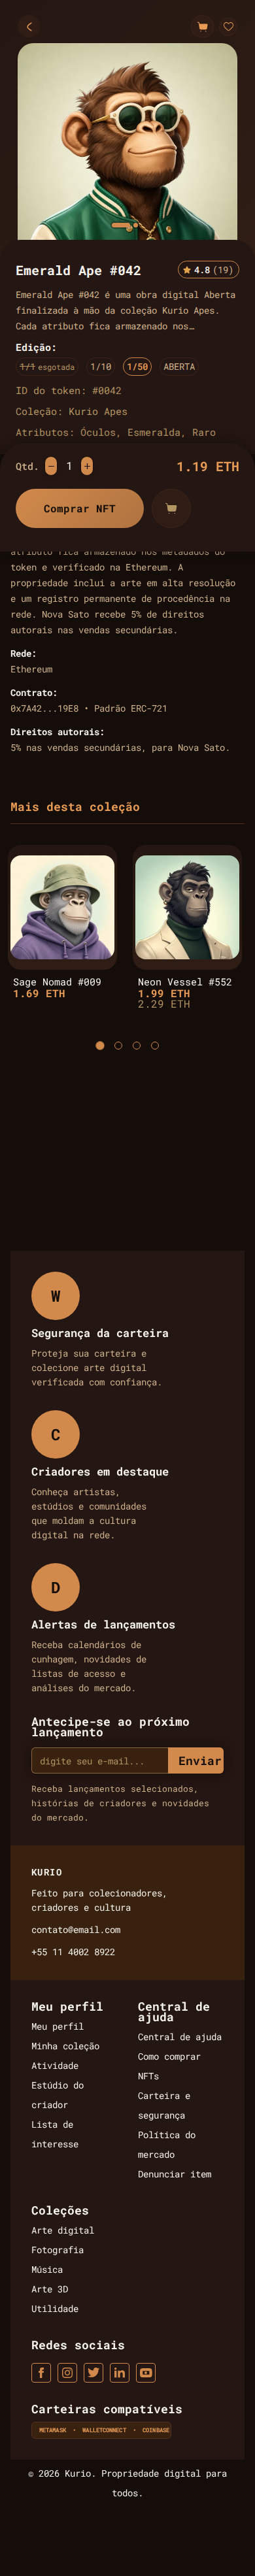 Emerald Ape #042
4.8 (19)
Emerald Ape #042 é uma obra digital Aberta
finalizada à mão da coleção Kurio Apes.
Cada atributo fica armazenado nos…
Edição:
1/1 esgotada
1/10
1/50
ABERTA
ID do token: #0042
Coleção: Kurio Apes
Atributos: Óculos, Esmeralda, Raro
Qtd.
−
1
+
1.19 ETH
Comprar NFT
atributo fica armazenado nos metadados do
token e verificado na Ethereum. A
propriedade inclui a arte em alta resolução
e um registro permanente de procedência na
rede. Nova Sato recebe 5% de direitos
autorais nas vendas secundárias.
Rede:
Ethereum
Contrato:
0x7A42...19E8 • Padrão ERC-721
Direitos autorais:
5% nas vendas secundárias, para Nova Sato.
Mais desta coleção
Sage Nomad #009
1.69 ETH
Neon Vessel #552
1.99 ETH
2.29 ETH
W
Segurança da carteira
Proteja sua carteira e
colecione arte digital
verificada com confiança.
C
Criadores em destaque
Conheça artistas,
estúdios e comunidades
que moldam a cultura
digital na rede.
D
Alertas de lançamentos
Receba calendários de
cunhagem, novidades de
listas de acesso e
análises do mercado.
Antecipe-se ao próximo
lançamento
digite seu e-mail...
Enviar
Receba lançamentos selecionados,
histórias de criadores e novidades
do mercado.
KURIO
Feito para colecionadores,
criadores e cultura
contato@email.com
+55 11 4002 8922
Meu perfil
Meu perfil
Minha coleção
Atividade
Estúdio do
criador
Lista de
interesse
Central de
ajuda
Central de ajuda
Como comprar
NFTs
Carteira e
segurança
Política do
mercado
Denunciar item
Coleções
Arte digital
Fotografia
Música
Arte 3D
Utilidade
Redes sociais
Carteiras compatíveis
METAMASK • WALLETCONNECT • COINBASE
© 2026 Kurio. Propriedade digital para
todos.